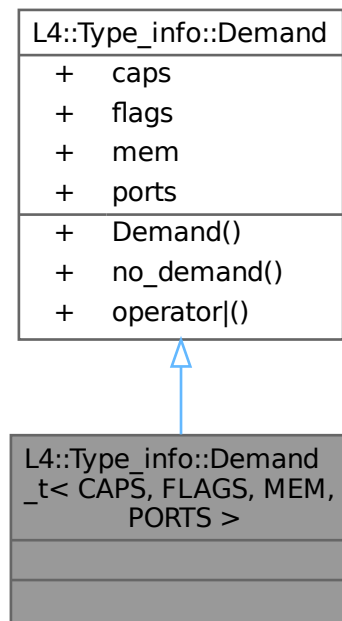 L4::Type_info::Demand
+ caps
+ flags
+ mem
+ ports
+ Demand()
+ no_demand()
+ operator|()
L4::Type_info::Demand
_t< CAPS, FLAGS, MEM,
PORTS >